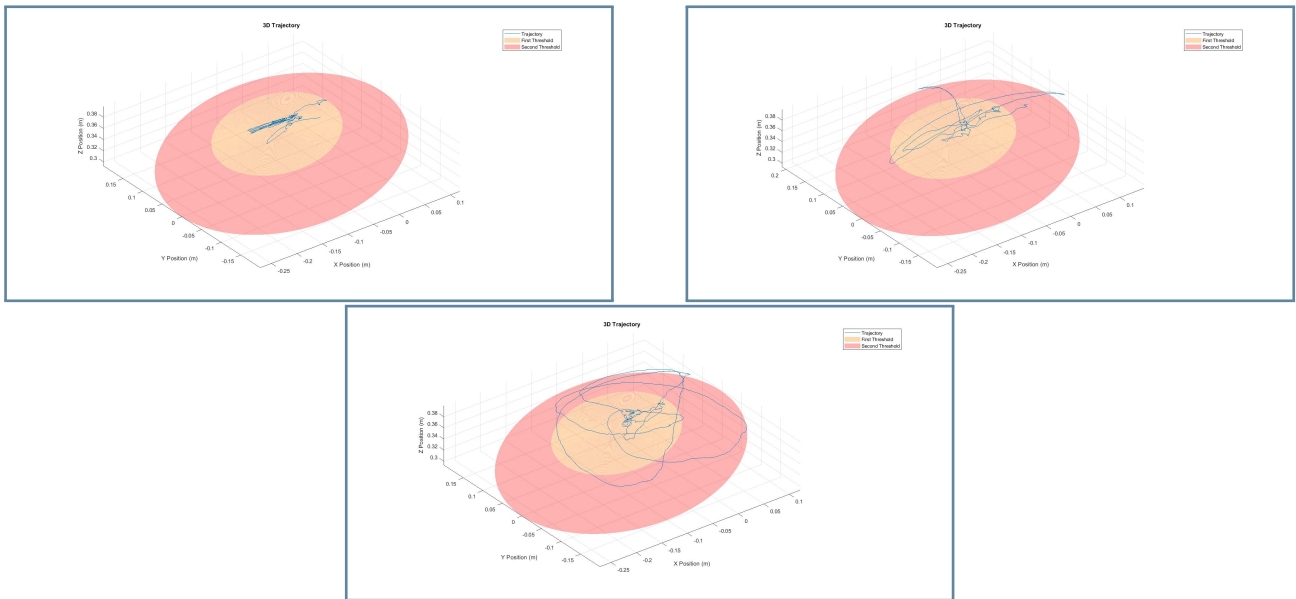 3D Trajectory
Trajectory
First Threshold
Second Threshold
Z Position (m)
0.38
0.36
0.34
0.32
0.3
0.15
0.1
0.05
0
-0.05
-0.1
-0.15
Y Position (m)
-0.25
-0.2
-0.15
-0.1
-0.05
0
0.05
0.1
X Position (m)
3D Trajectory
Trajectory
First Threshold
Second Threshold
Z Position (m)
0.38
0.36
0.34
0.32
0.3
0.2
0.15
0.1
0.05
0
-0.05
-0.1
-0.15
Y Position (m)
-0.25
-0.2
-0.15
-0.1
-0.05
0
0.05
0.1
X Position (m)
3D Trajectory
Trajectory
First Threshold
Second Threshold
Z Position (m)
0.38
0.36
0.34
0.32
0.3
0.15
0.1
0.05
0
-0.05
-0.1
-0.15
Y Position (m)
-0.25
-0.2
-0.15
-0.1
-0.05
0
0.05
0.1
X Position (m)